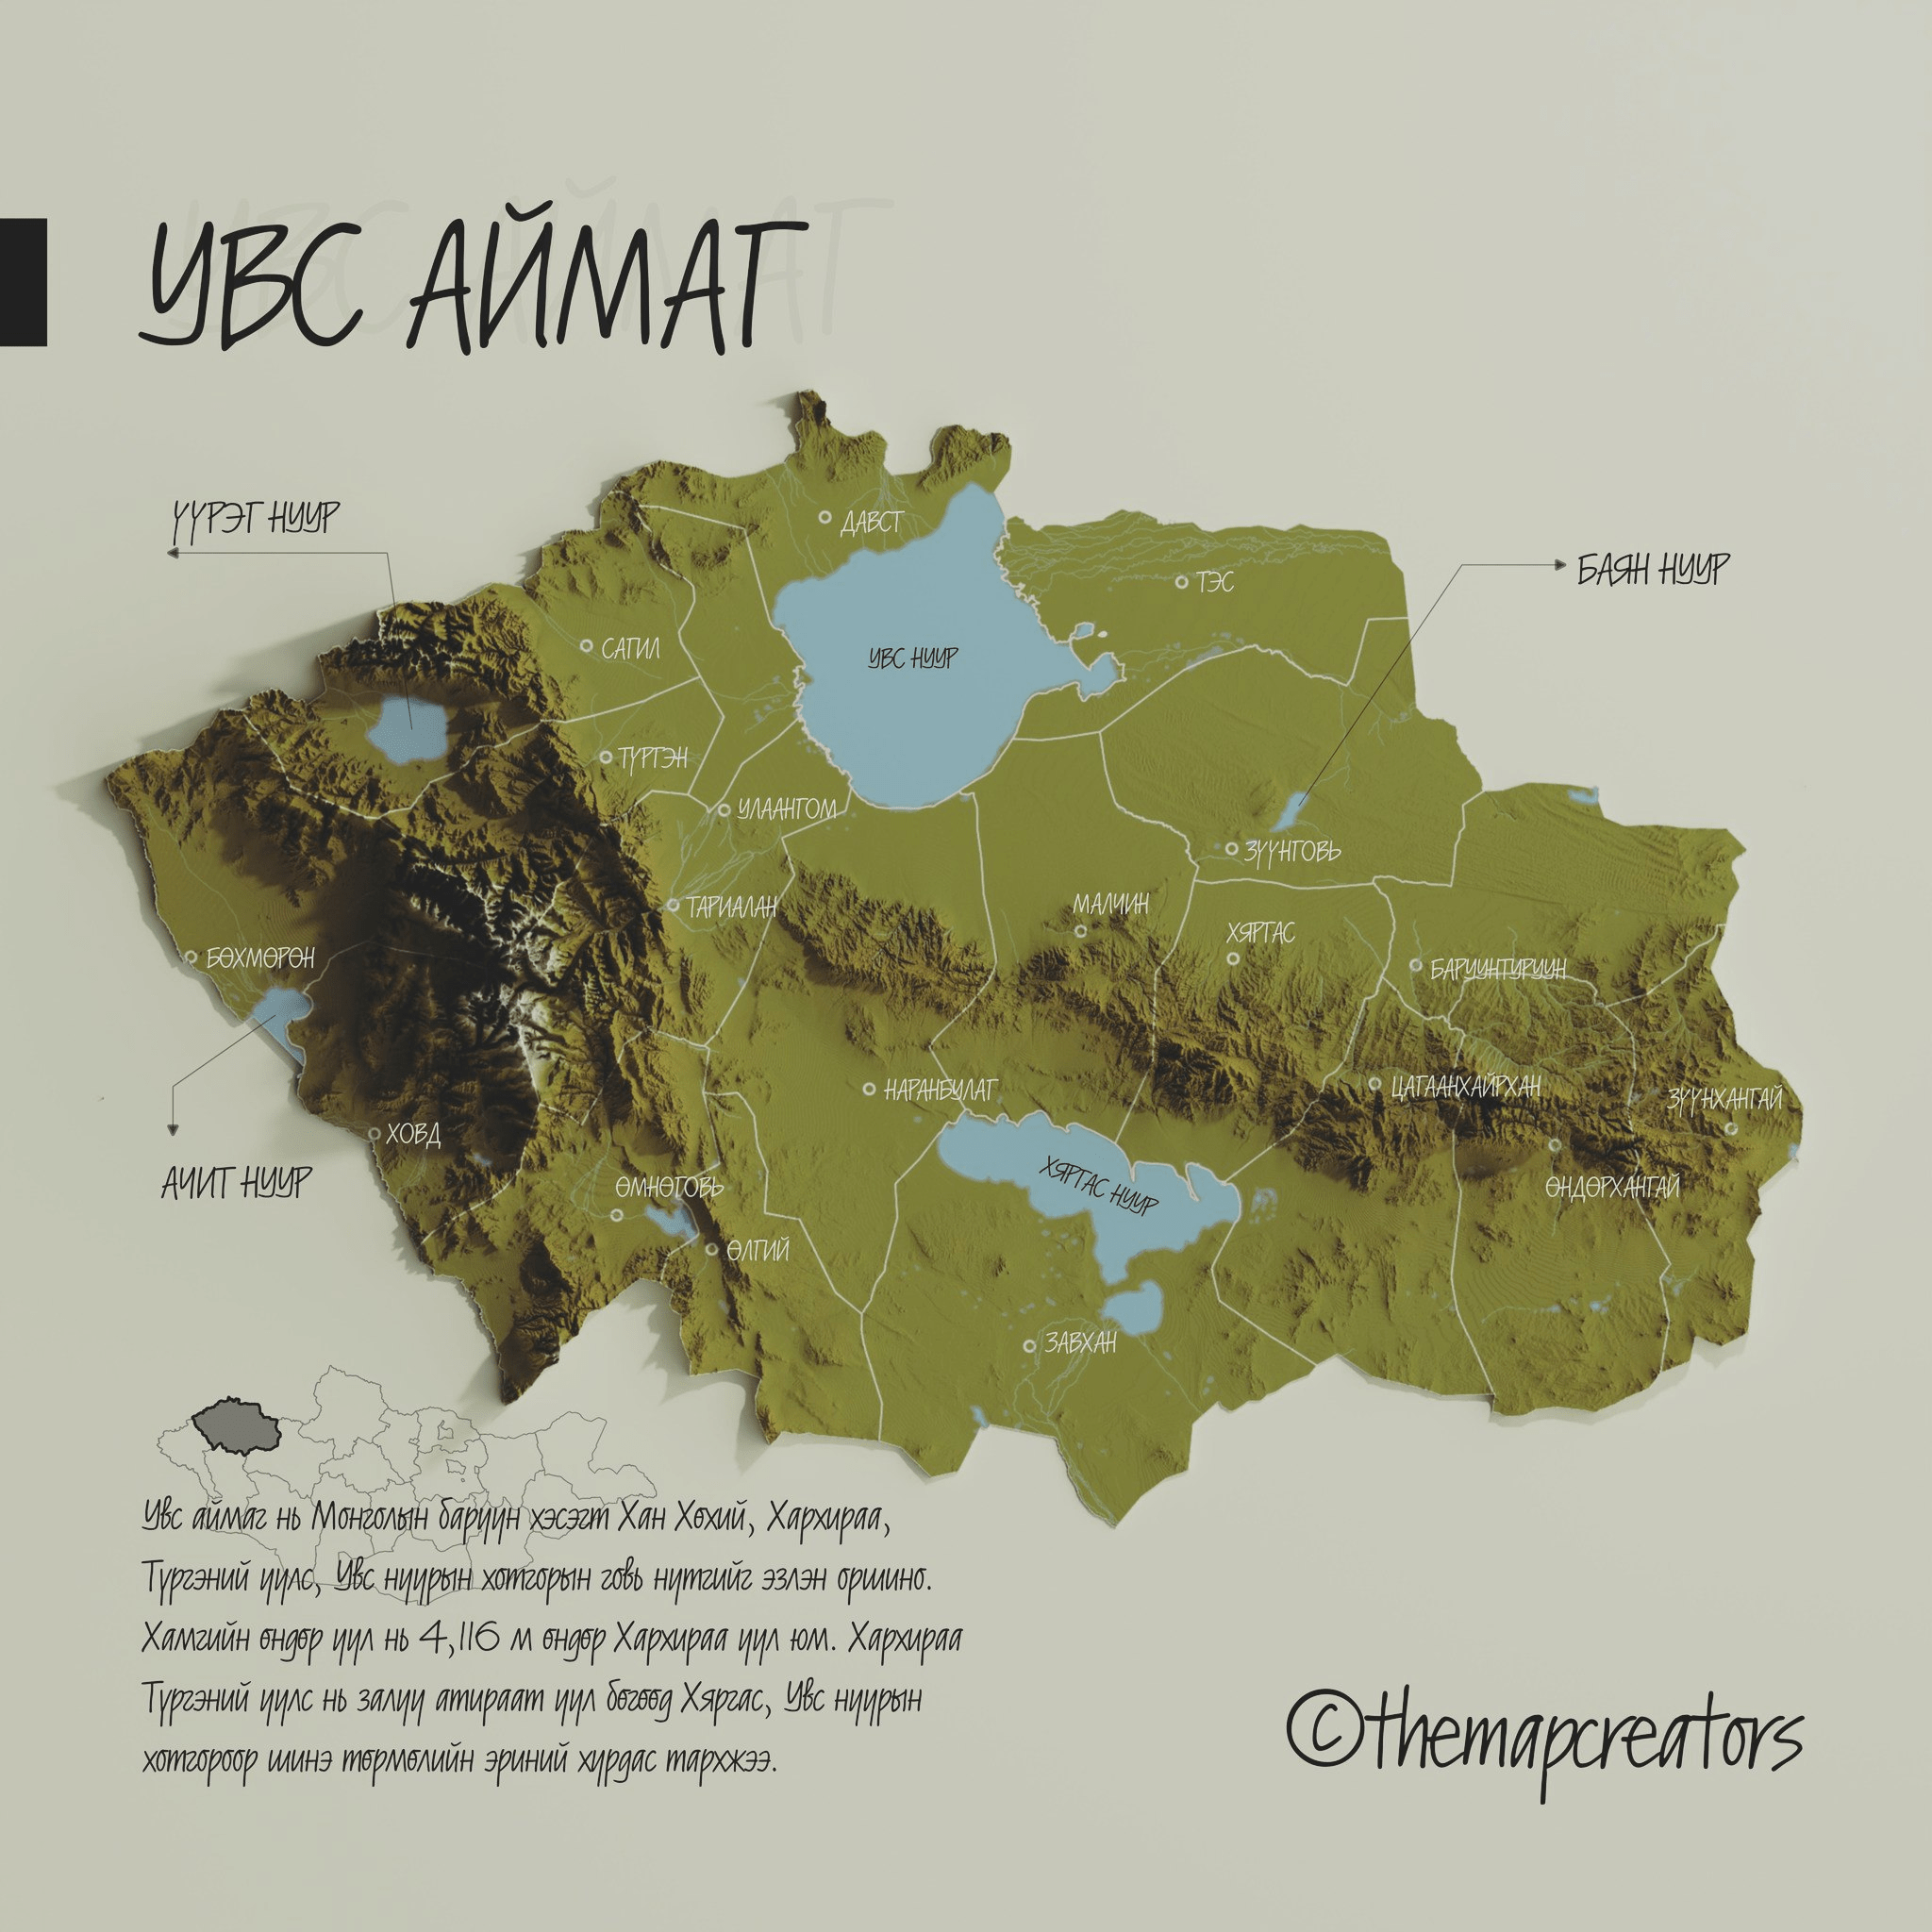 УВС АЙМАГ
ҮҮРЭГ НУУР
БАЯН НУУР
ДАВСТ
ТЭС
САГИЛ
УВС НУУР
ТҮРГЭН
УЛААНГОМ
ЗҮҮНГОВЬ
ТАРИАЛАН
МАЛЧИН
ХЯРГАС
БӨХМӨРӨН
БАРУУНТУРУУН
НАРАНБУЛАГ
ЦАГААНХАЙРХАН
ЗҮҮНХАНГАЙ
ХОВД
АЧИТ НУУР
ӨМНӨГОВЬ
ХЯРГАС НУУР
ӨНДӨРХАНГАЙ
ӨЛГИЙ
ЗАВХАН
Увс аймаг нь Монголын баруун хэсэгт Хан Хөхий, Хархираа,
Түргэний уулс, Увс нуурын хотгорын говь нутгийг эзлэн оршино.
Хамгийн өндөр уул нь 4,116 м өндөр Хархираа уул юм. Хархираа
Түргэний уулс нь залуу атираат уул бөгөөд Хяргас, Увс нуурын
хотгороор шинэ төрмөлийн эриний хурдас тархжээ.
©themapcreators